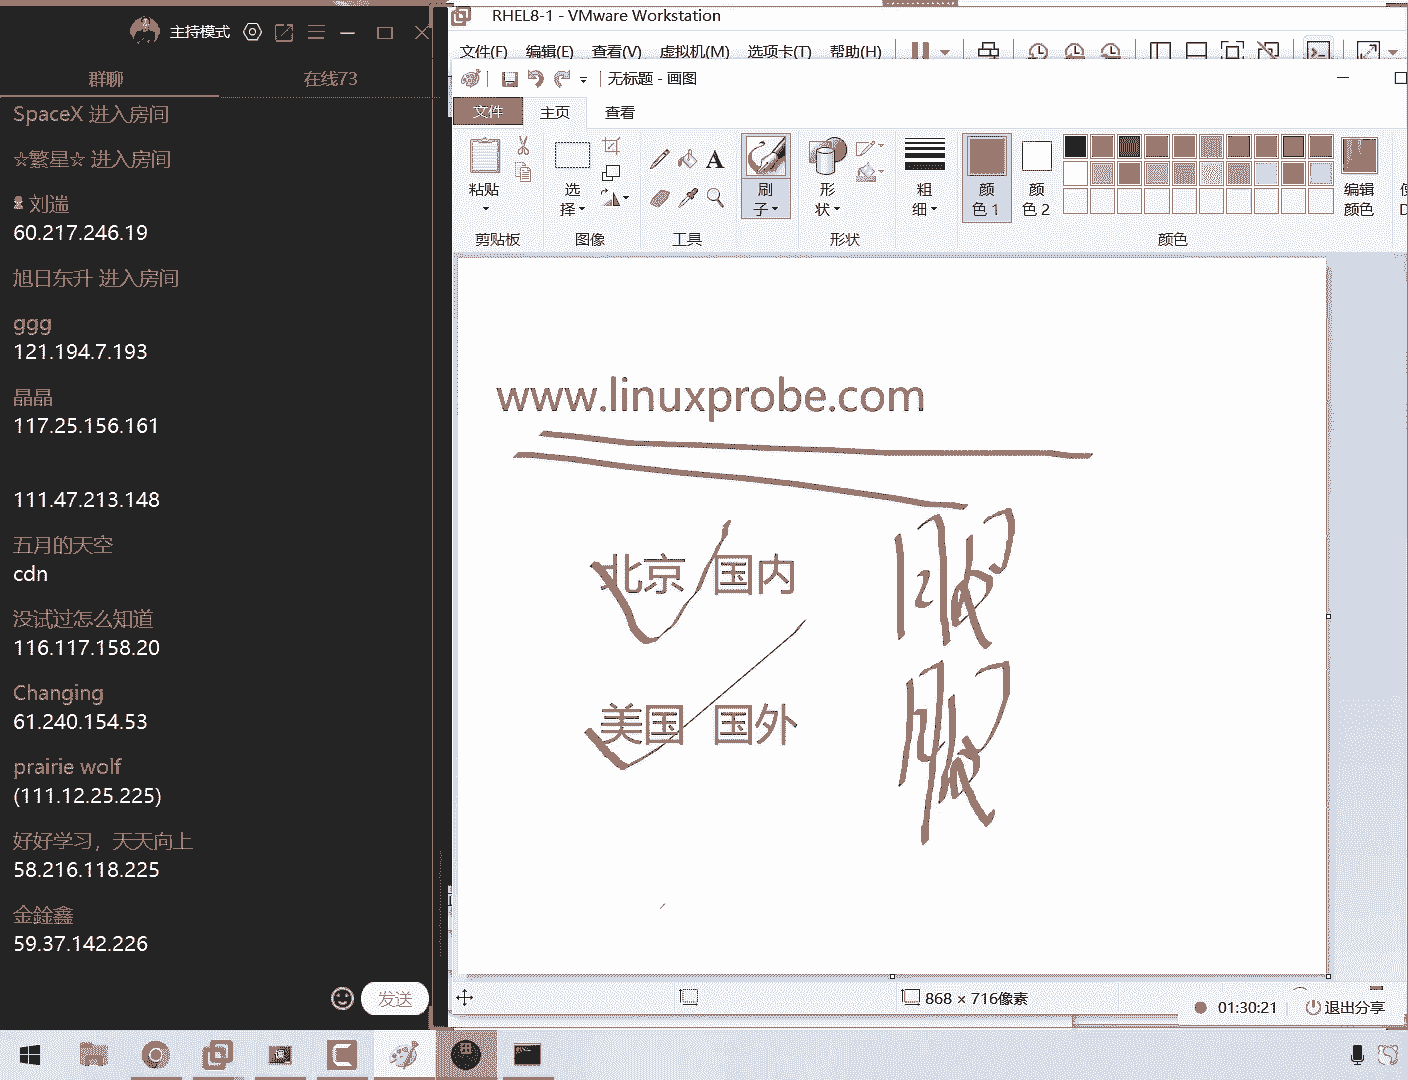 主持模式
群聊
在线73
SpaceX 进入房间
☆繁星☆ 进入房间
刘湍
60.217.246.19
旭日东升 进入房间
ggg
121.194.7.193
晶晶
117.25.156.161
111.47.213.148
五月的天空
cdn
没试过怎么知道
116.117.158.20
Changing
61.240.154.53
prairie wolf
(111.12.25.225)
好好学习，天天向上
58.216.118.225
金銓鑫
59.37.142.226
发送
RHEL8-1 - VMware Workstation
文件(F) 编辑(E) 查看(V) 虚拟机(M) 选项卡(T) 帮助(H)
无标题 - 画图
文件 主页 查看
粘贴
选择
刷子
形状
粗细
颜色 1
颜色 2
编辑颜色
剪贴板 图像 工具 形状 颜色
www.linuxprobe.com
北京 国内
美国 国外
868 × 716像素
01:30:21
退出分享